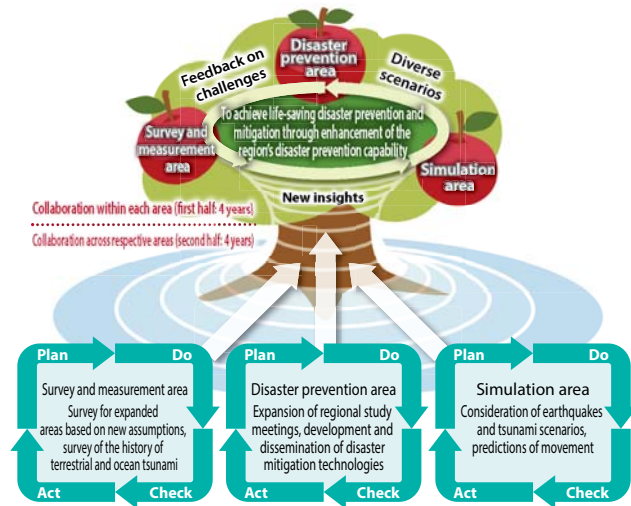 Disaster
prevention
area
Feedback on
challenges
Diverse
scenarios
To achieve life-saving disaster prevention and
mitigation through enhancement of the
region's disaster prevention capability
Survey and
measurement
area
Simulation
area
New insights
Collaboration within each area (first half: 4 years)
Collaboration across respective areas (second half: 4 years)
Plan
Do
Survey and measurement area
Survey for expanded
areas based on new assumptions,
survey of the history of
terrestrial and ocean tsunami
Act
Check
Plan
Do
Disaster prevention area
Expansion of regional study
meetings, development and
dissemination of disaster
mitigation technologies
Act
Check
Plan
Do
Simulation area
Consideration of earthquakes
and tsunami scenarios,
predictions of movement
Act
Check